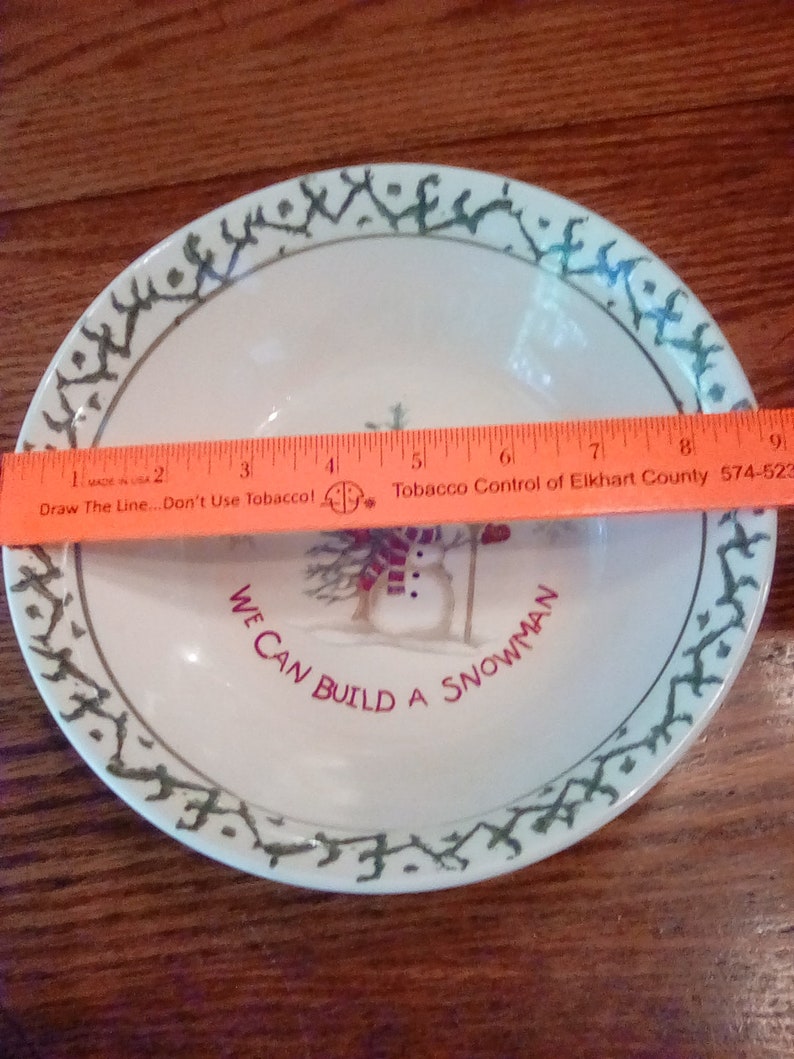 1 MADE IN USA 2 3 4 5 6 7 8 9
Draw The Line...Don't Use Tobacco! Tobacco Control of Elkhart County 574-523
WE CAN BUILD A SNOWMAN